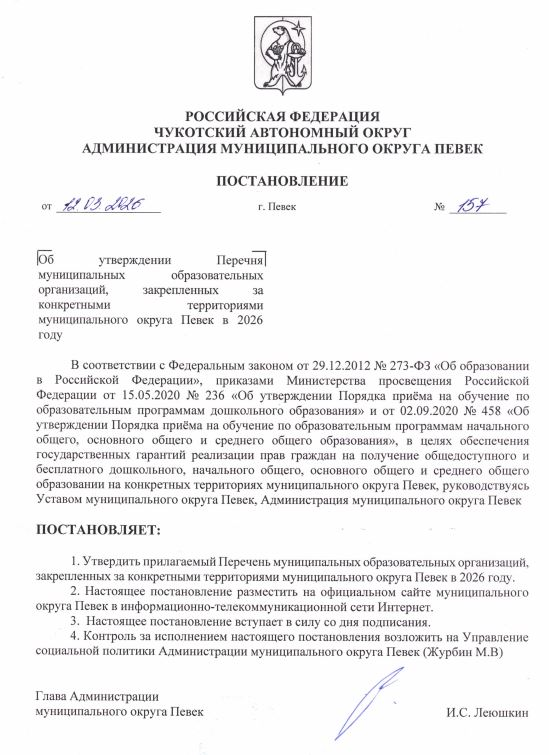 РОССИЙСКАЯ ФЕДЕРАЦИЯ
ЧУКОТСКИЙ АВТОНОМНЫЙ ОКРУГ
АДМИНИСТРАЦИЯ МУНИЦИПАЛЬНОГО ОКРУГА ПЕВЕК
ПОСТАНОВЛЕНИЕ
от 12.03.2026 г. Певек № 157
Об утверждении Перечня
муниципальных образовательных
организаций, закрепленных за
конкретными территориями
муниципального округа Певек в 2026
году
В соответствии с Федеральным законом от 29.12.2012 № 273-ФЗ «Об образовании
в Российской Федерации», приказами Министерства просвещения Российской
Федерации от 15.05.2020 № 236 «Об утверждении Порядка приёма на обучение по
образовательным программам дошкольного образования» и от 02.09.2020 № 458 «Об
утверждении Порядка приёма на обучение по образовательным программам начального
общего, основного общего и среднего общего образования», в целях обеспечения
государственных гарантий реализации прав граждан на получение общедоступного и
бесплатного дошкольного, начального общего, основного общего и среднего общего
образовании на конкретных территориях муниципального округа Певек, руководствуясь
Уставом муниципального округа Певек, Администрация муниципального округа Певек
ПОСТАНОВЛЯЕТ:
1. Утвердить прилагаемый Перечень муниципальных образовательных организаций,
закрепленных за конкретными территориями муниципального округа Певек в 2026 году.
2. Настоящее постановление разместить на официальном сайте муниципального
округа Певек в информационно-телекоммуникационной сети Интернет.
3. Настоящее постановление вступает в силу со дня подписания.
4. Контроль за исполнением настоящего постановления возложить на Управление
социальной политики Администрации муниципального округа Певек (Журбин М.В)
Глава Администрации
муниципального округа Певек И.С. Леюшкин